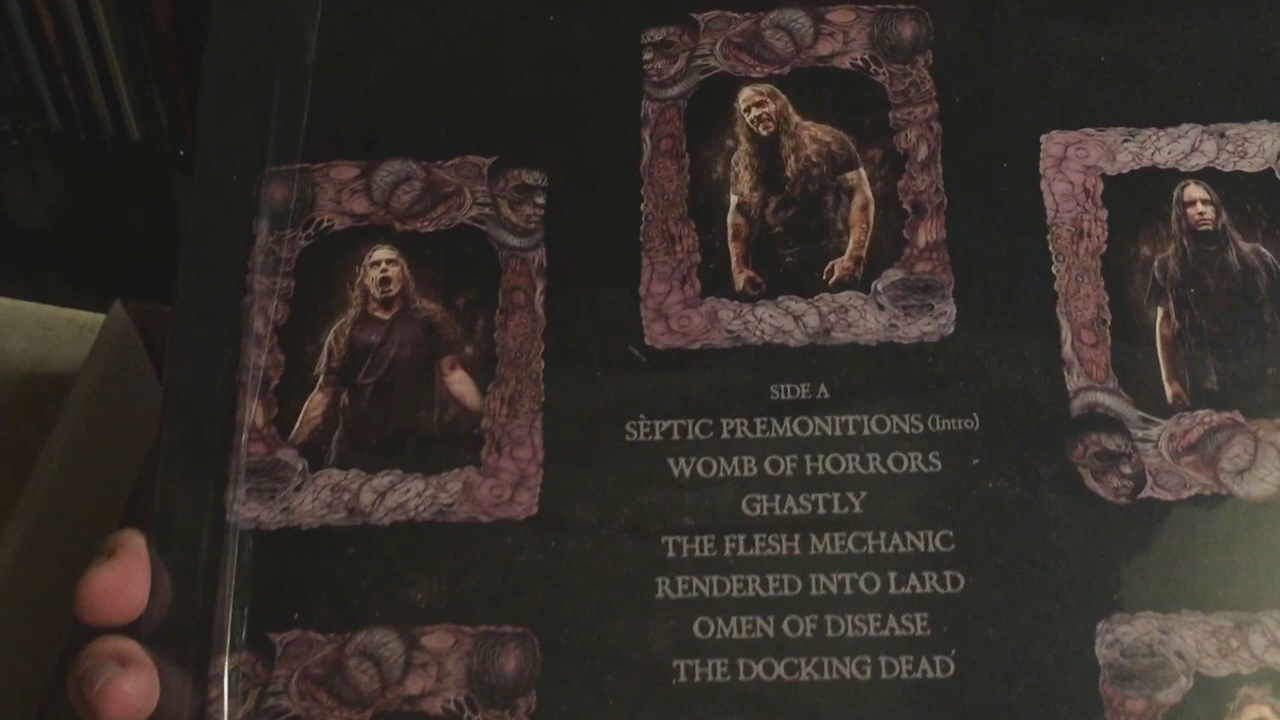 SIDE A
SEPTIC PREMONITIONS (Intro)
WOMB OF HORRORS
GHASTLY
THE FLESH MECHANIC
RENDERED INTO LARD
OMEN OF DISEASE
THE DOCKING DEAD